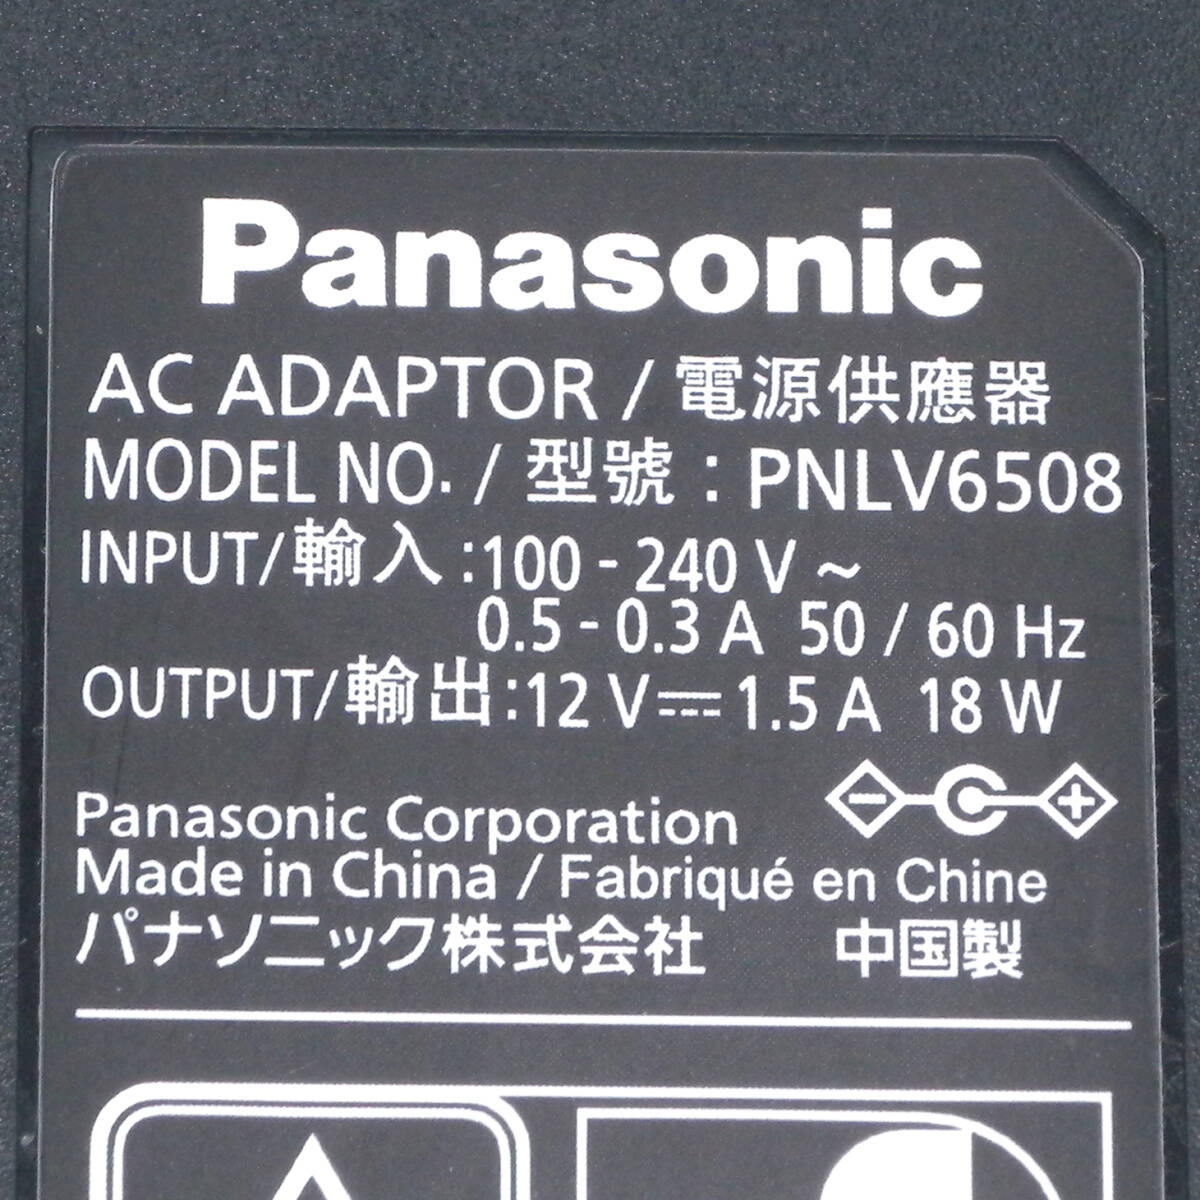 Panasonic
AC ADAPTOR / 電源供應器
MODEL NO. / 型號 : PNLV6508
INPUT/輸入 :100 - 240 V ~
0.5 - 0.3 A 50 / 60 Hz
OUTPUT/輸出 :12 V⎓1.5 A 18 W
Panasonic Corporation
Made in China / Fabriqué en Chine
パナソニック株式会社 中国製